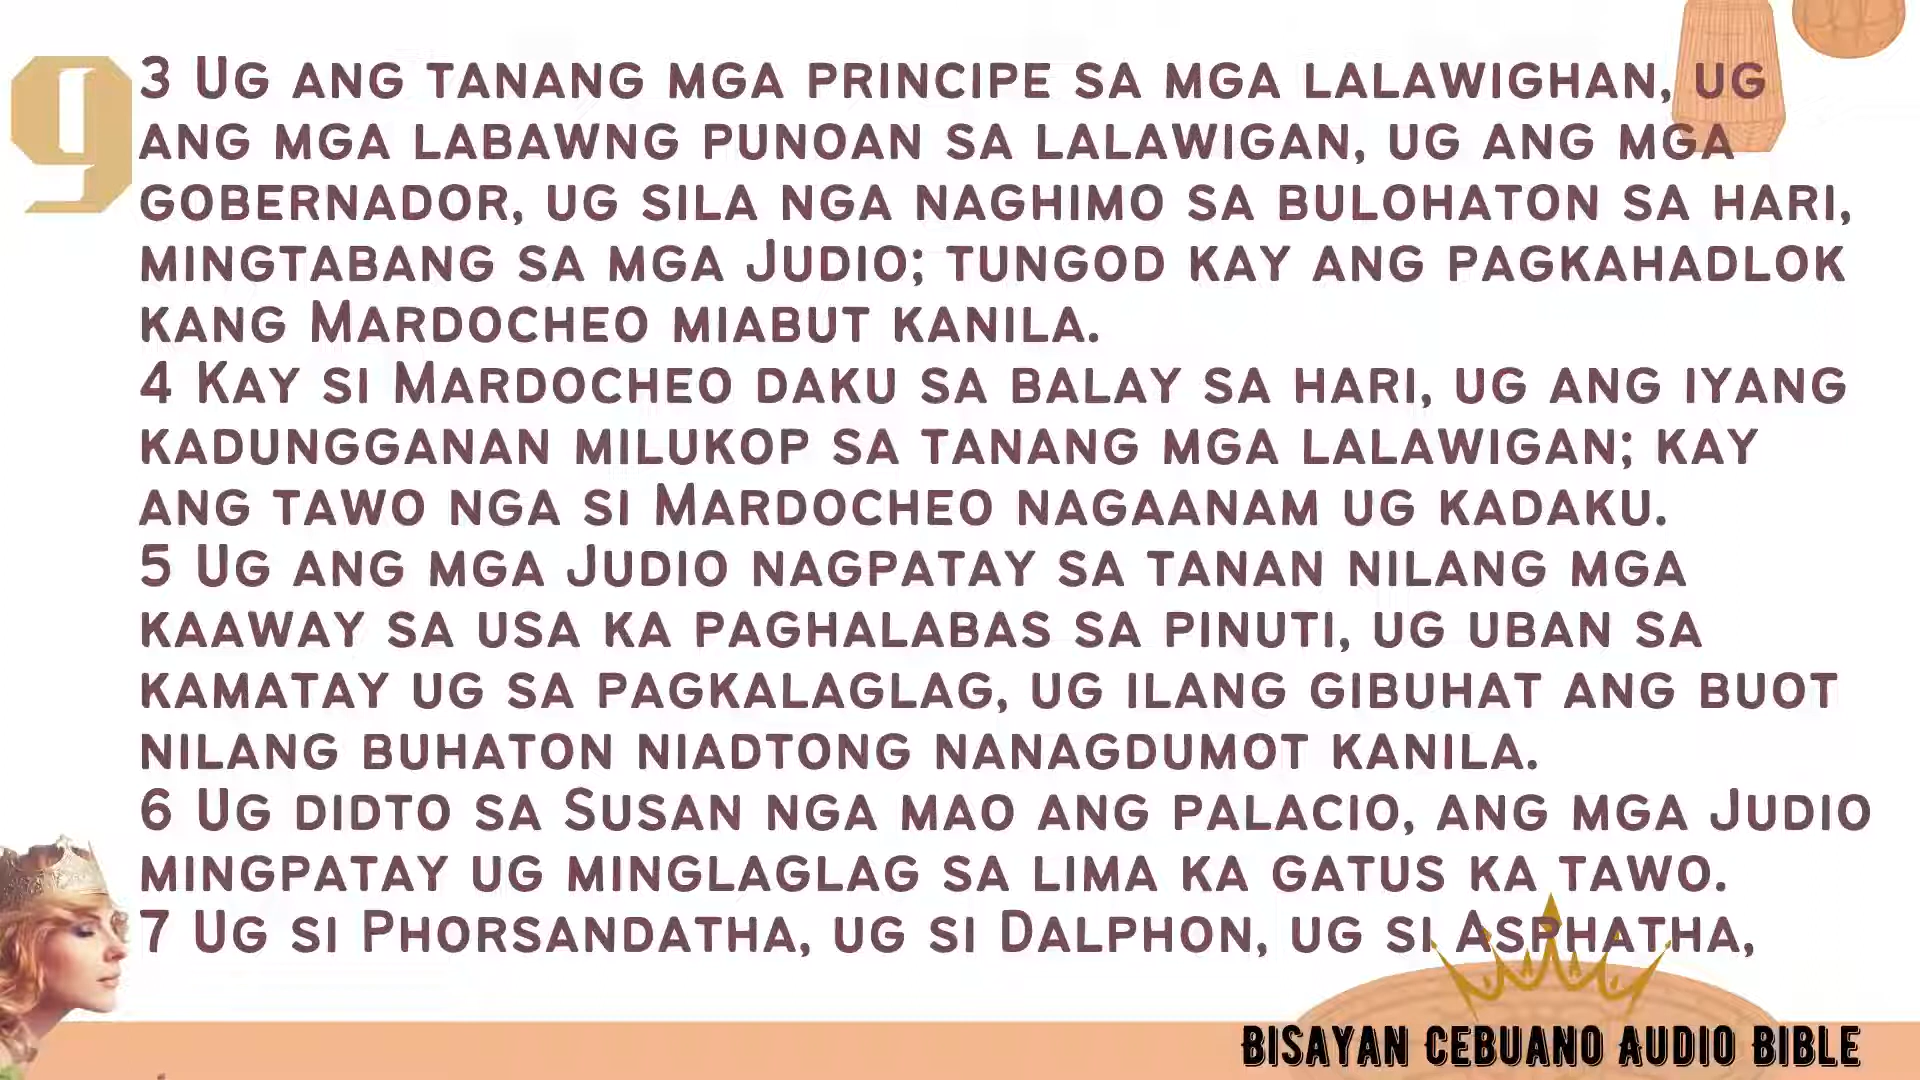 9
3 Ug ang tanang mga principe sa mga lalawighan, ug
ang mga labawng punoan sa lalawigan, ug ang mga
gobernador, ug sila nga naghimo sa bulohaton sa hari,
mingtabang sa mga Judio; tungod kay ang pagkahadlok
kang Mardocheo miabut kanila.
4 Kay si Mardocheo daku sa balay sa hari, ug ang iyang
kadungganan milukop sa tanang mga lalawigan; kay
ang tawo nga si Mardocheo nagaanam ug kadaku.
5 Ug ang mga Judio nagpatay sa tanan nilang mga
kaaway sa usa ka paghalabas sa pinuti, ug uban sa
kamatay ug sa pagkalaglag, ug ilang gibuhat ang buot
nilang buhaton niadtong nanagdumot kanila.
6 Ug didto sa Susan nga mao ang palacio, ang mga Judio
mingpatay ug minglaglag sa lima ka gatus ka tawo.
7 Ug si Phorsandatha, ug si Dalphon, ug si Asphatha,
BISAYAN CEBUANO AUDIO BIBLE